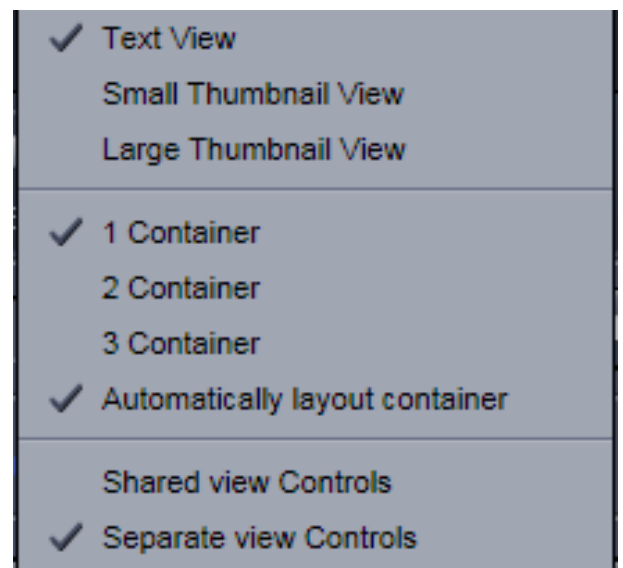 Text View
Small Thumbnail View
Large Thumbnail View
1 Container
2 Container
3 Container
Automatically layout container
Shared view Controls
Separate view Controls